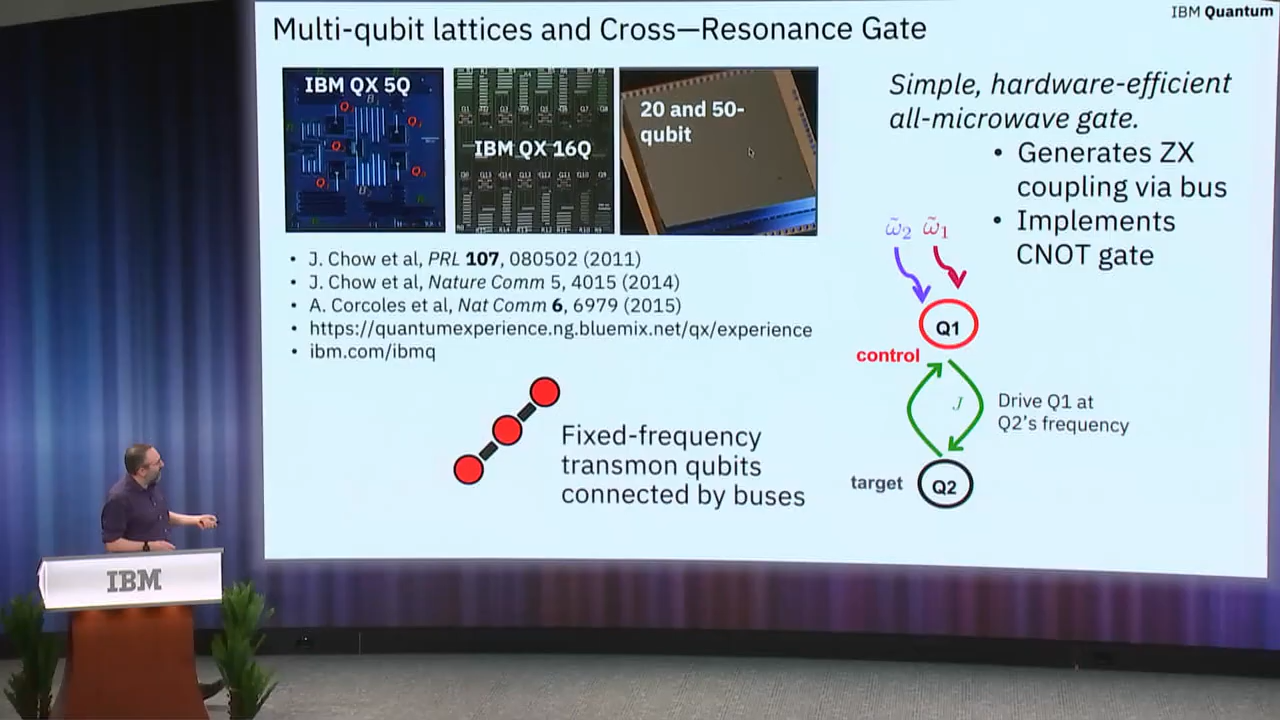 IBM Quantum
Multi-qubit lattices and Cross—Resonance Gate
IBM QX 5Q
IBM QX 16Q
20 and 50-
qubit
Simple, hardware-efficient
all-microwave gate.
• Generates ZX
coupling via bus
• Implements
CNOT gate
• J. Chow et al, PRL 107, 080502 (2011)
• J. Chow et al, Nature Comm 5, 4015 (2014)
• A. Corcoles et al, Nat Comm 6, 6979 (2015)
• https://quantumexperience.ng.bluemix.net/qx/experience
• ibm.com/ibmq
Fixed-frequency
transmon qubits
connected by buses
ω̃2 ω̃1
Q1
control
J
Drive Q1 at
Q2's frequency
target
Q2
IBM